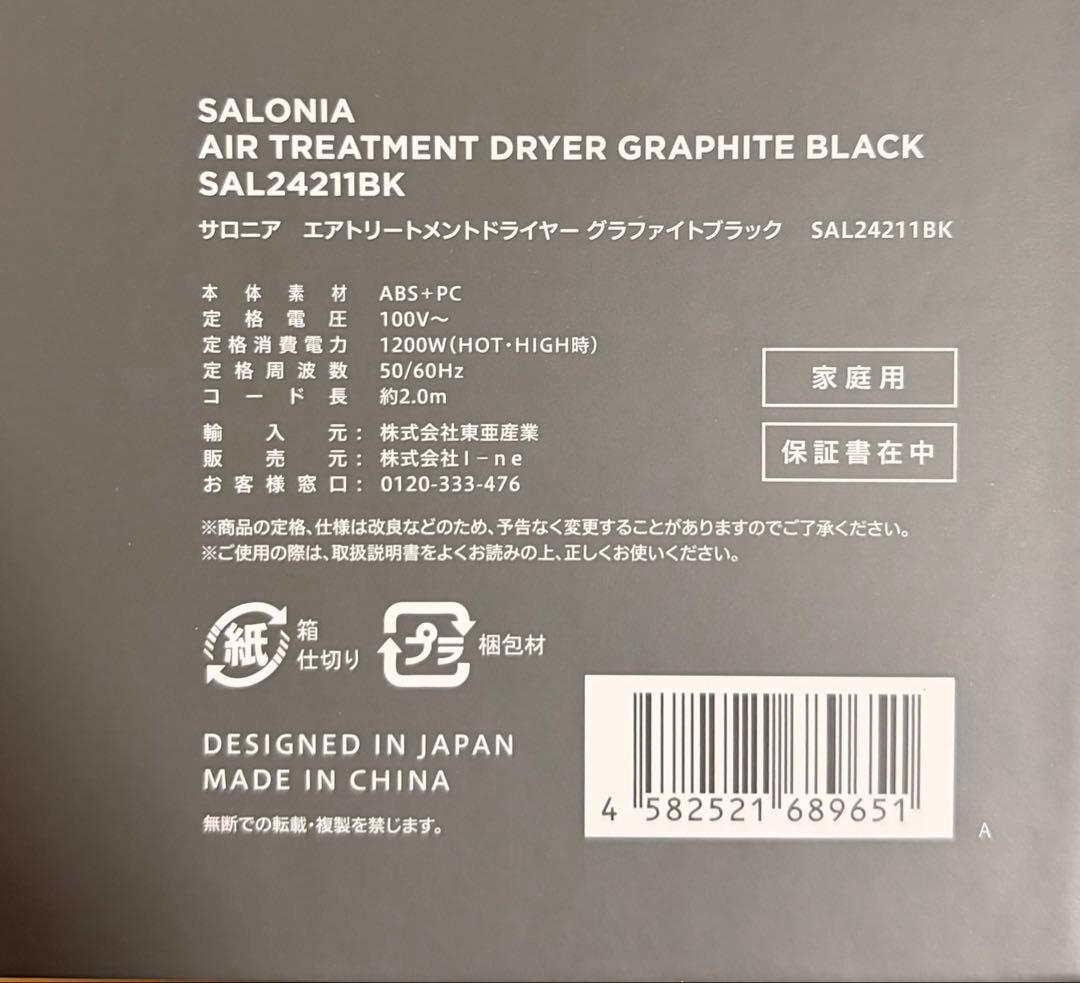 SALONIA
AIR TREATMENT DRYER GRAPHITE BLACK
SAL24211BK
サロニア エアトリートメントドライヤー グラファイトブラック SAL24211BK
本体素材 ABS+PC
定格電圧 100V～
定格消費電力 1200W(HOT・HIGH時)
定格周波数 50/60Hz
コード長 約2.0m
家庭用
輸入元: 株式会社東亜産業
販売元: 株式会社I-ne
お客様窓口: 0120-333-476
保証書在中
※商品の定格、仕様は改良などのため、予告なく変更することがありますのでご了承ください。
※ご使用の際は、取扱説明書をよくお読みの上、正しくお使いください。
紙 箱
仕切り
プラ 梱包材
DESIGNED IN JAPAN
MADE IN CHINA
無断での転載・複製を禁じます。
4 582521 689651
A